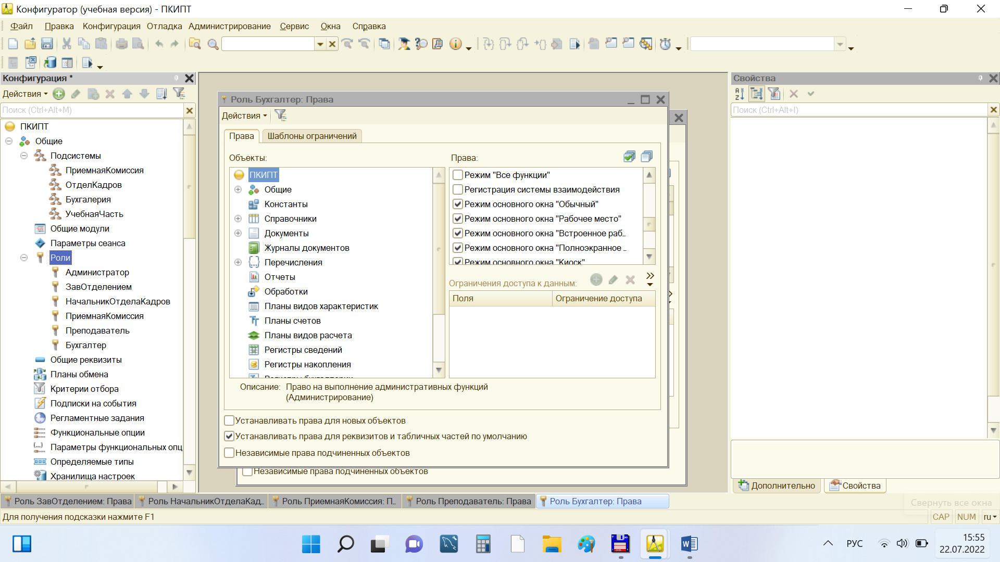 Конфигуратор (учебная версия) - ПКИПТ
Файл Правка Конфигурация Отладка Администрирование Сервис Окна Справка
Конфигурация *
Действия
Поиск (Ctrl+Alt+M)
ПКИПТ
Общие
Подсистемы
ПриемнаяКомиссия
ОтделКадров
Бухгалерия
УчебнаяЧасть
Общие модули
Параметры сеанса
Роли
Администратор
ЗавОтделением
НачальникОтделаКадров
ПриемнаяКомиссия
Преподаватель
Бухгалтер
Общие реквизиты
Планы обмена
Критерии отбора
Подписки на события
Регламентные задания
Функциональные опции
Параметры функциональных опц
Определяемые типы
Хранилища настроек
Роль Бухгалтер: Права
Действия
Права Шаблоны ограничений
Объекты:
ПКИПТ
Общие
Константы
Справочники
Документы
Журналы документов
Перечисления
Отчеты
Обработки
Планы видов характеристик
Планы счетов
Планы видов расчета
Регистры сведений
Регистры накопления
Права:
Режим "Все функции"
Регистрация системы взаимодействия
Режим основного окна "Обычный"
Режим основного окна "Рабочее место"
Режим основного окна "Встроенное раб...
Режим основного окна "Полноэкранное ...
Режим основного окна "Киоск"
Ограничения доступа к данным:
Поля Ограничение доступа
Описание: Право на выполнение административных функций
(Администрирование)
Устанавливать права для новых объектов
Устанавливать права для реквизитов и табличных частей по умолчанию
Независимые права подчиненных объектов
Независимые права подчиненных объектов
Свойства
Поиск (Ctrl+Alt+I)
Дополнительно Свойства
Роль ЗавОтделением: Права Роль НачальникОтделаКад... Роль ПриемнаяКомиссия: П... Роль Преподаватель: Права Роль Бухгалтер: Права
Свернуть все окна
Для получения подсказки нажмите F1
CAP NUM ru
РУС
15:55
22.07.2022